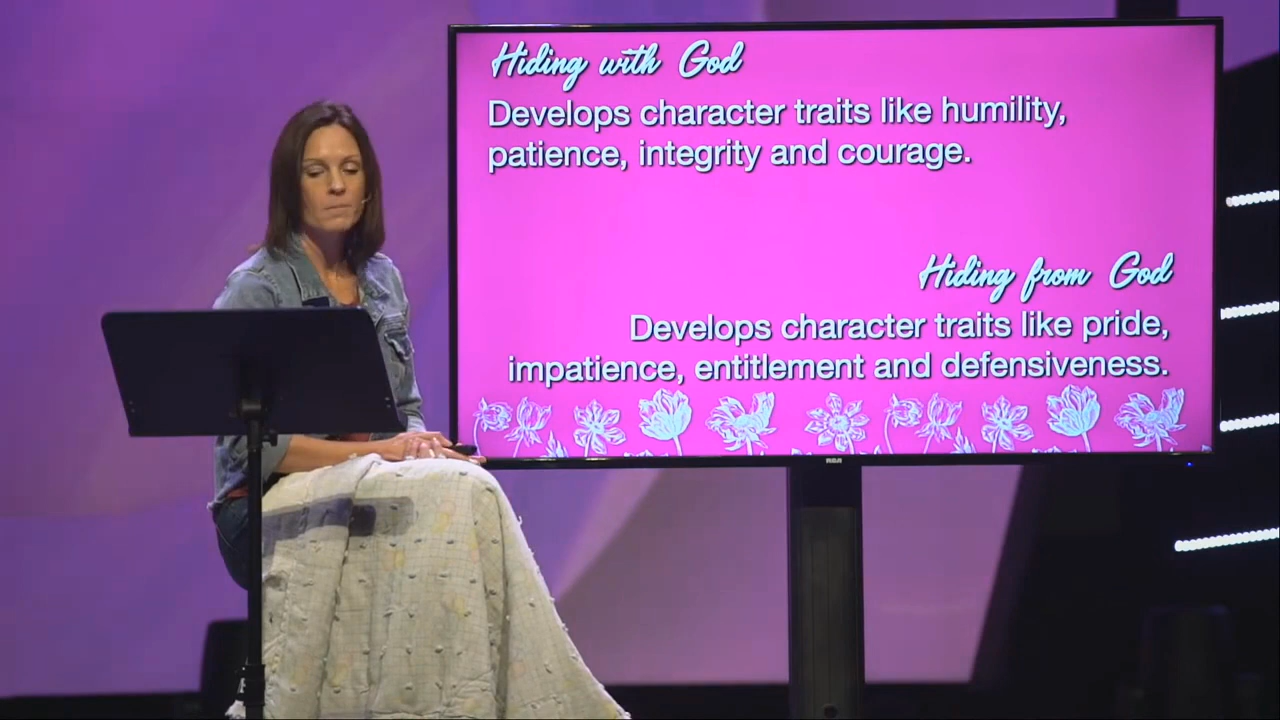 Hiding with God
Develops character traits like humility,
patience, integrity and courage.
Hiding from God
Develops character traits like pride,
impatience, entitlement and defensiveness.
RCA